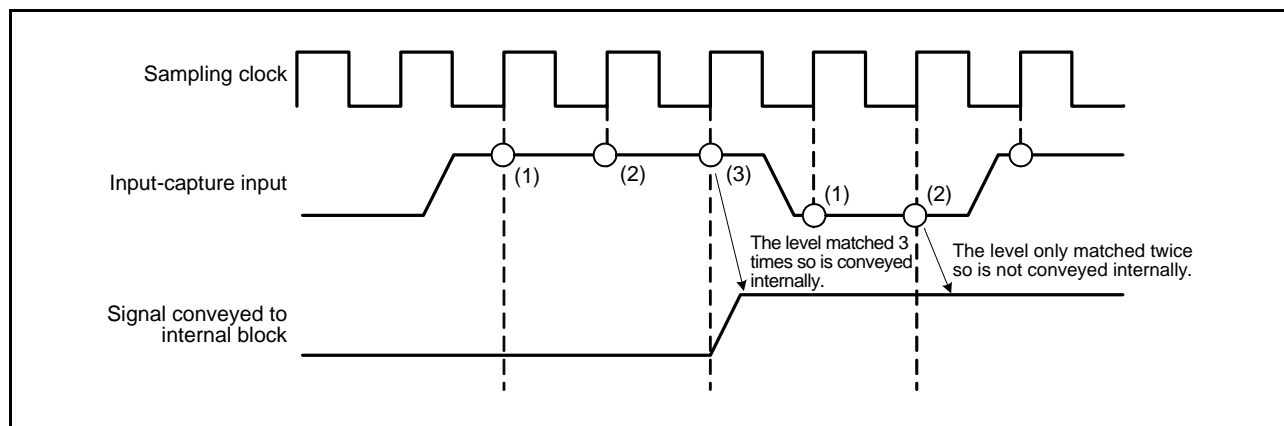 Sampling clock
Input-capture input
(1)
(2)
(3)
(1)
(2)
The level matched 3
times so is conveyed
internally.
The level only matched twice
so is not conveyed internally.
Signal conveyed to
internal block